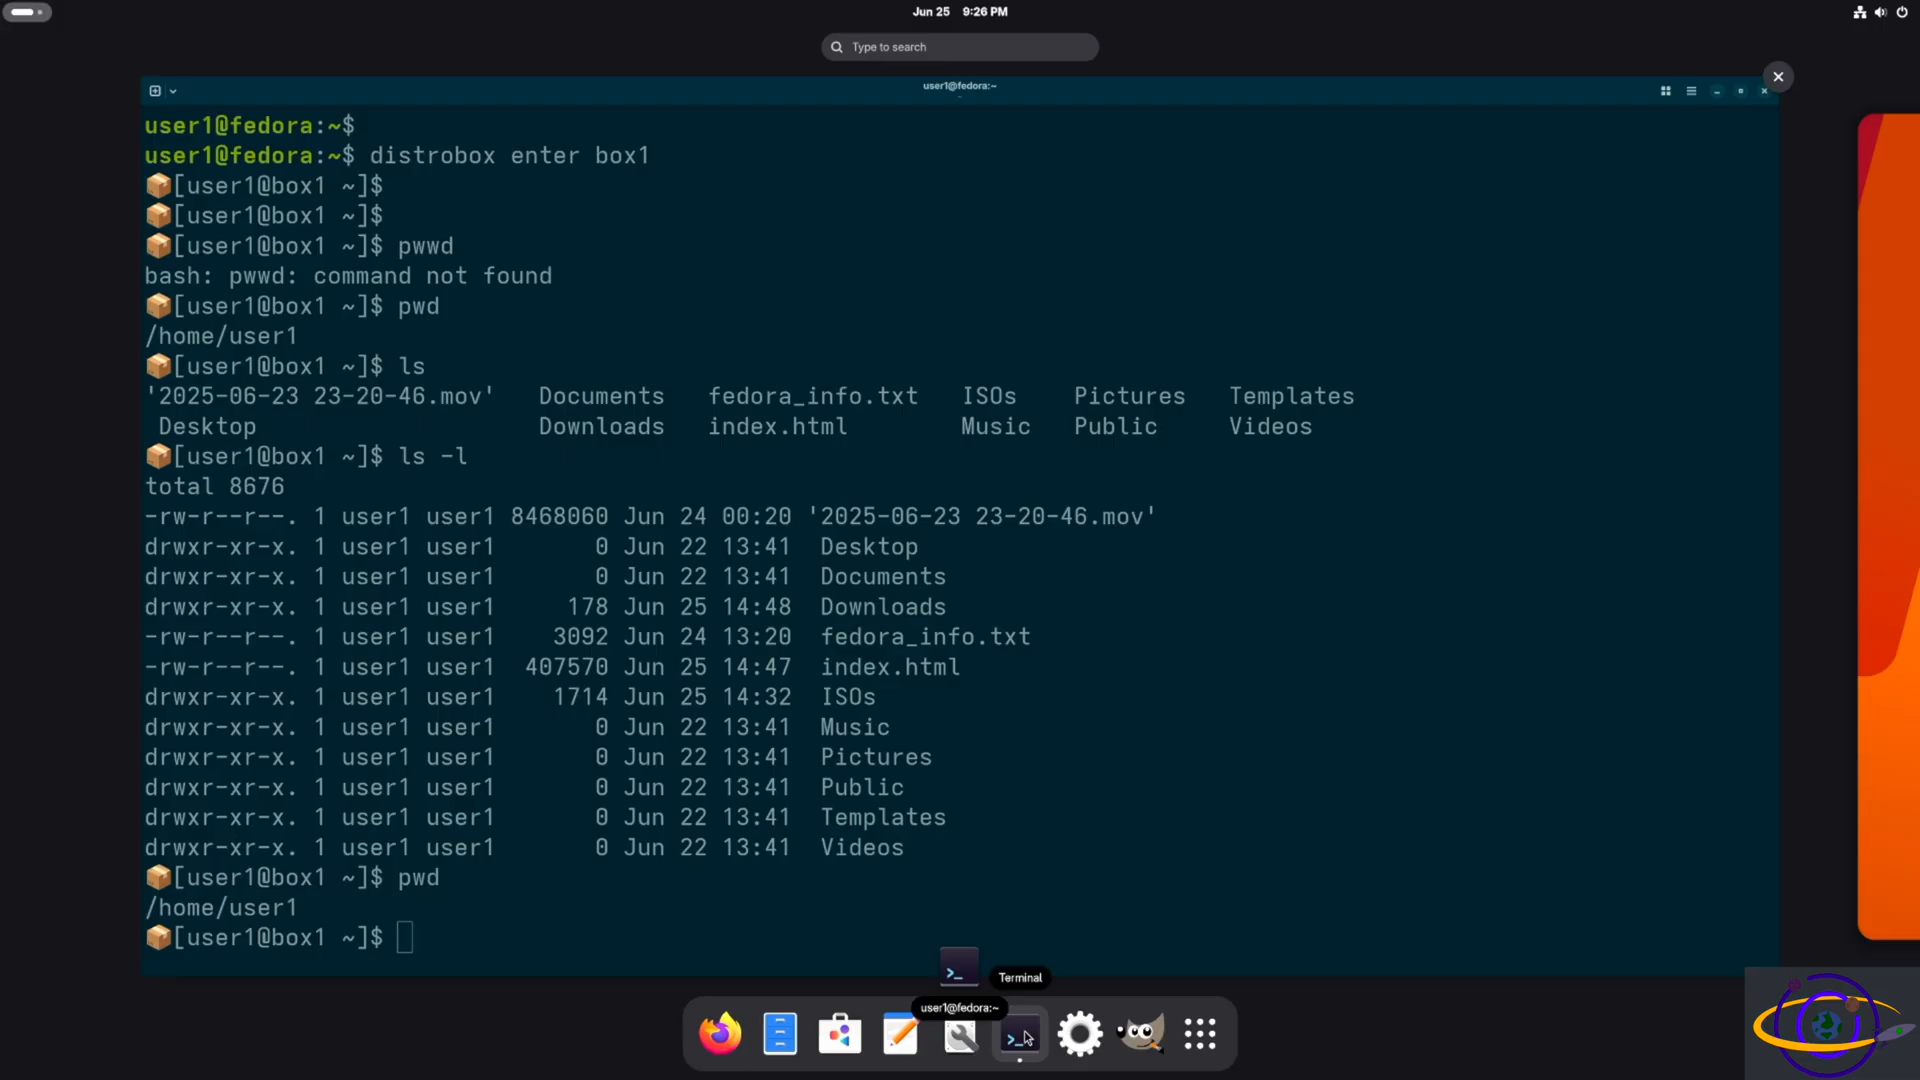 Jun 25 9:26 PM
Type to search
user1@fedora:~
user1@fedora:~$
user1@fedora:~$ distrobox enter box1
📦[user1@box1 ~]$
📦[user1@box1 ~]$
📦[user1@box1 ~]$ pwwd
bash: pwwd: command not found
📦[user1@box1 ~]$ pwd
/home/user1
📦[user1@box1 ~]$ ls
'2025-06-23 23-20-46.mov' Documents fedora_info.txt ISOs Pictures Templates
Desktop Downloads index.html Music Public Videos
📦[user1@box1 ~]$ ls -l
total 8676
-rw-r--r--. 1 user1 user1 8468060 Jun 24 00:20 '2025-06-23 23-20-46.mov'
drwxr-xr-x. 1 user1 user1 0 Jun 22 13:41 Desktop
drwxr-xr-x. 1 user1 user1 0 Jun 22 13:41 Documents
drwxr-xr-x. 1 user1 user1 178 Jun 25 14:48 Downloads
-rw-r--r--. 1 user1 user1 3092 Jun 24 13:20 fedora_info.txt
-rw-r--r--. 1 user1 user1 407570 Jun 25 14:47 index.html
drwxr-xr-x. 1 user1 user1 1714 Jun 25 14:32 ISOs
drwxr-xr-x. 1 user1 user1 0 Jun 22 13:41 Music
drwxr-xr-x. 1 user1 user1 0 Jun 22 13:41 Pictures
drwxr-xr-x. 1 user1 user1 0 Jun 22 13:41 Public
drwxr-xr-x. 1 user1 user1 0 Jun 22 13:41 Templates
drwxr-xr-x. 1 user1 user1 0 Jun 22 13:41 Videos
📦[user1@box1 ~]$ pwd
/home/user1
📦[user1@box1 ~]$
Terminal
user1@fedora:~